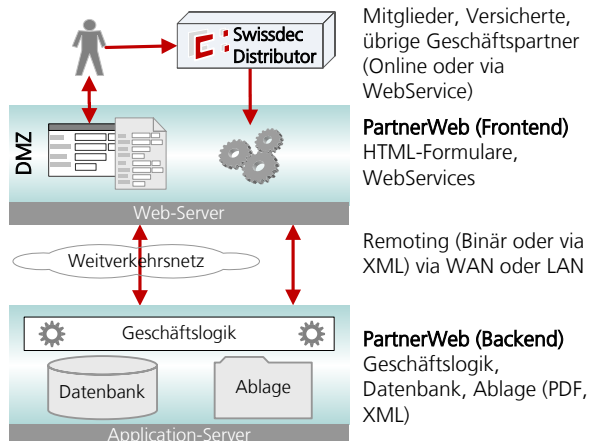 Swissdec
Distributor
Mitglieder, Versicherte,
übrige Geschäftspartner
(Online oder via
WebService)
DMZ
Web-Server
PartnerWeb (Frontend)
HTML-Formulare,
WebServices
Weitverkehrsnetz
Remoting (Binär oder via
XML) via WAN oder LAN
Geschäftslogik
Datenbank
Ablage
Application-Server
PartnerWeb (Backend)
Geschäftslogik,
Datenbank, Ablage (PDF,
XML)